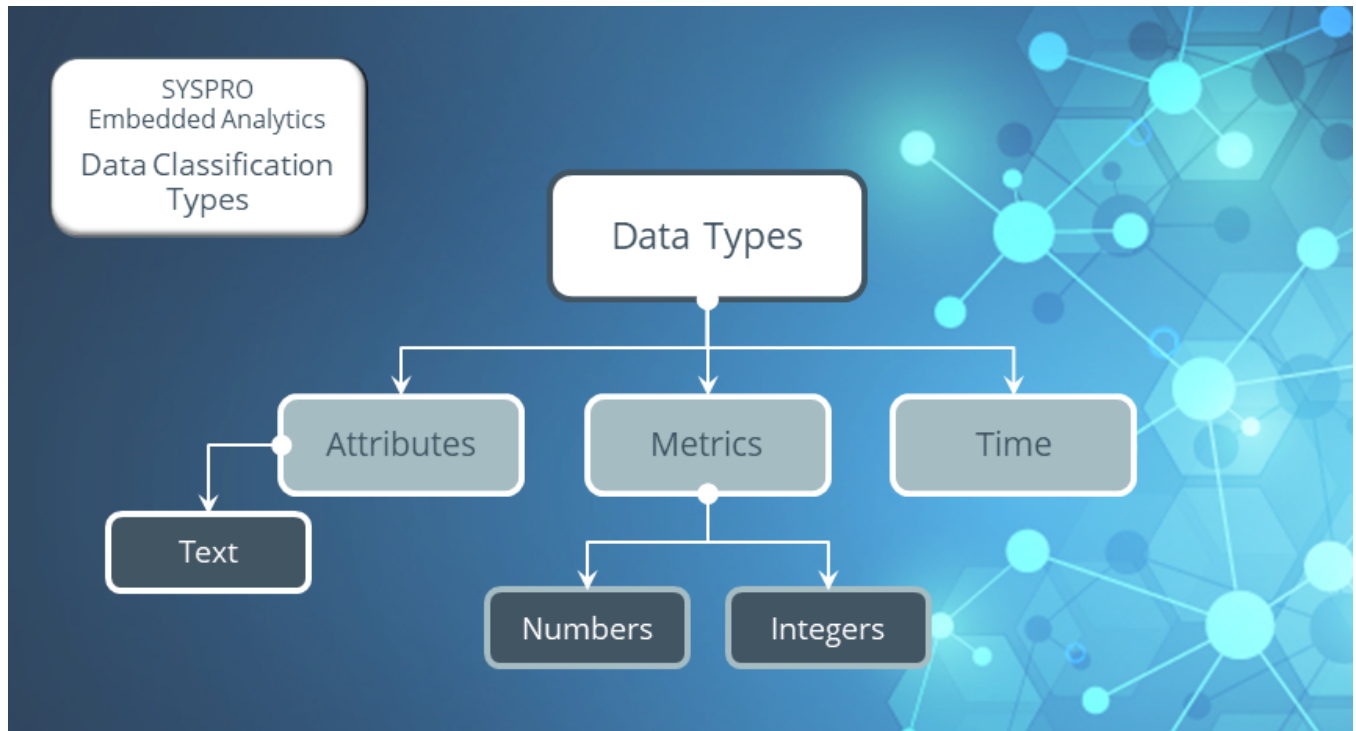 SYSPRO
Embedded Analytics
Data Classification
Types
Data Types
Attributes
Metrics
Time
Text
Numbers
Integers